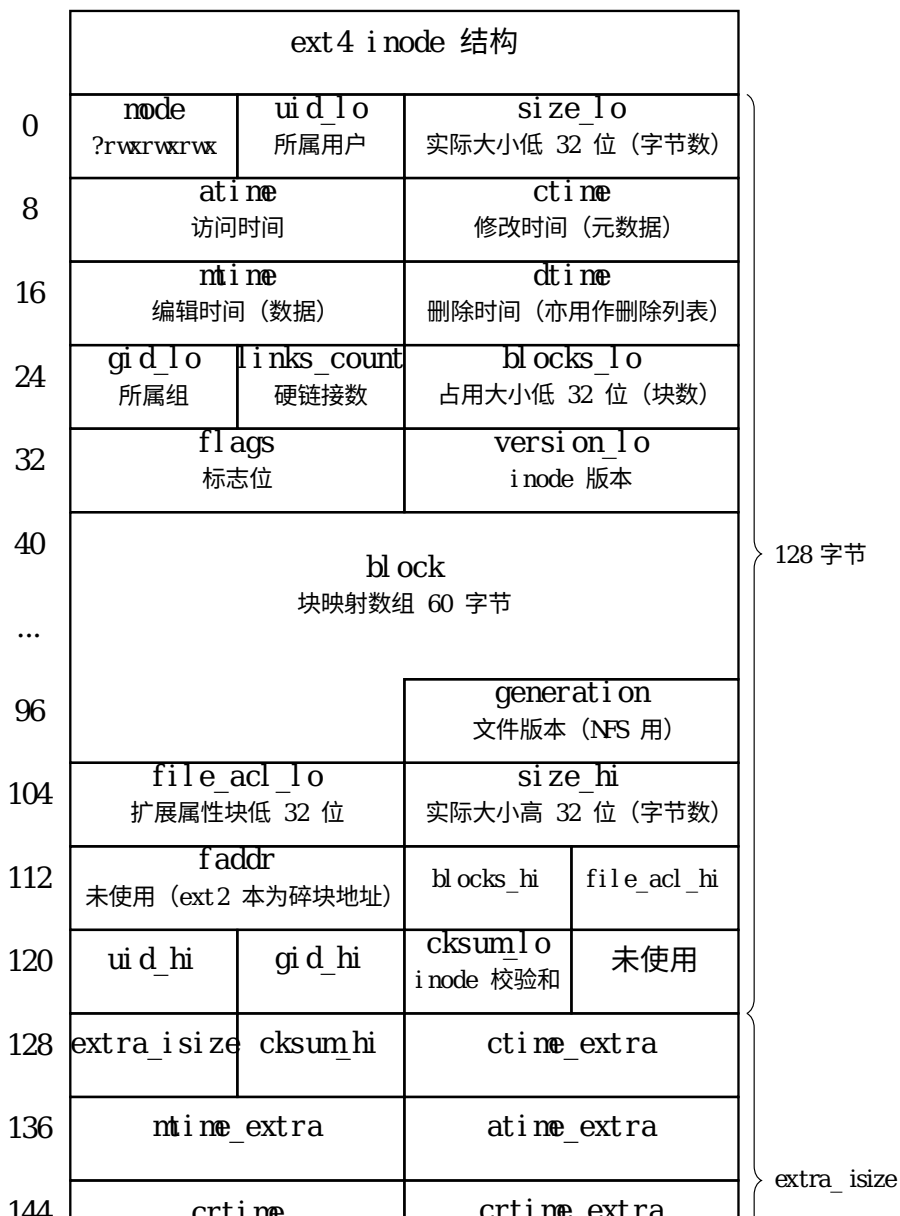 ext4 inode 结构
0 mode uid_lo size_lo
?rwxrwxrwx 所属用户 实际大小低 32 位（字节数）
8 atime ctime
访问时间 修改时间（元数据）
16 mtime dtime
编辑时间（数据） 删除时间（亦用作删除列表）
24 gid_lo links_count blocks_lo
所属组 硬链接数 占用大小低 32 位（块数）
32 flags version_lo
标志位 inode 版本
40
block 128 字节
块映射数组 60 字节
...
96 generation
文件版本（NFS 用）
104 file_acl_lo size_hi
扩展属性块低 32 位 实际大小高 32 位（字节数）
112 faddr blocks_hi file_acl_hi
未使用（ext2 本为碎块地址）
120 uid_hi gid_hi cksum_lo 未使用
inode 校验和
128 extra_isize cksum_hi ctime_extra
136 mtime_extra atime_extra
extra_isize
144 crtime crtime_extra